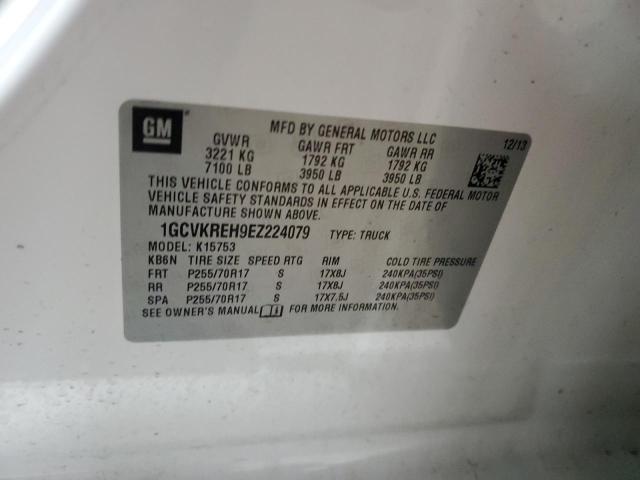 GM
MFD BY GENERAL MOTORS LLC
12/13
GVWR GAWR FRT GAWR RR
3221 KG 1792 KG 1792 KG
7100 LB 3950 LB 3950 LB
THIS VEHICLE CONFORMS TO ALL APPLICABLE U.S. FEDERAL MOTOR
VEHICLE SAFETY STANDARDS IN EFFECT ON THE DATE OF
MANUFACTURE SHOWN ABOVE.
1GCVKREH9EZ224079 TYPE: TRUCK
MODEL: K15753
KB6N TIRE SIZE SPEED RTG RIM COLD TIRE PRESSURE
FRT P255/70R17 S 17X8J 240KPA(35PSI)
RR P255/70R17 S 17X8J 240KPA(35PSI)
SPA P255/70R17 S 17X7.5J 240KPA(35PSI)
SEE OWNER'S MANUAL FOR MORE INFORMATION.